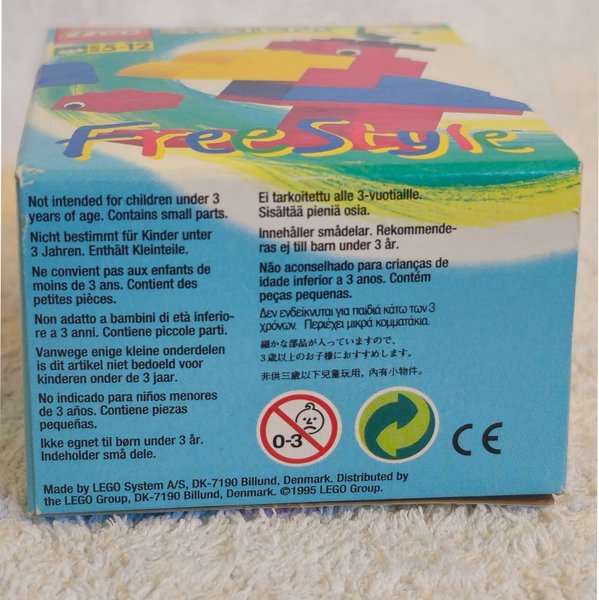 LEGO
5-12
FreeStyle™
Not intended for children under 3
years of age. Contains small parts.
Nicht bestimmt für Kinder unter
3 Jahren. Enthält Kleinteile.
Ne convient pas aux enfants de
moins de 3 ans. Contient des
petites pièces.
Non adatto a bambini di età inferio-
re a 3 anni. Contiene piccole parti.
Vanwege enige kleine onderdelen
is dit artikel niet bedoeld voor
kinderen onder de 3 jaar.
No indicado para niños menores
de 3 años. Contiene piezas
pequeñas.
Ikke egnet til børn under 3 år.
Indeholder små dele.
Ei tarkoitettu alle 3-vuotiaille.
Sisältää pieniä osia.
Innehåller smådelar. Rekommende-
ras ej till barn under 3 år.
Não aconselhado para crianças de
idade inferior a 3 anos. Contém
peças pequenas.
Δεν ενδείκνυται για παιδιά κάτω των 3
χρόνων. Περιέχει μικρά κομματάκια.
細かな部品が入っていますので、
3歳以上のお子様におすすめします。
非供三歲以下兒童玩用，內有小物件。
0-3
CE
Made by LEGO System A/S, DK-7190 Billund, Denmark. Distributed by
the LEGO Group, DK-7190 Billund, Denmark. ©1995 LEGO Group.